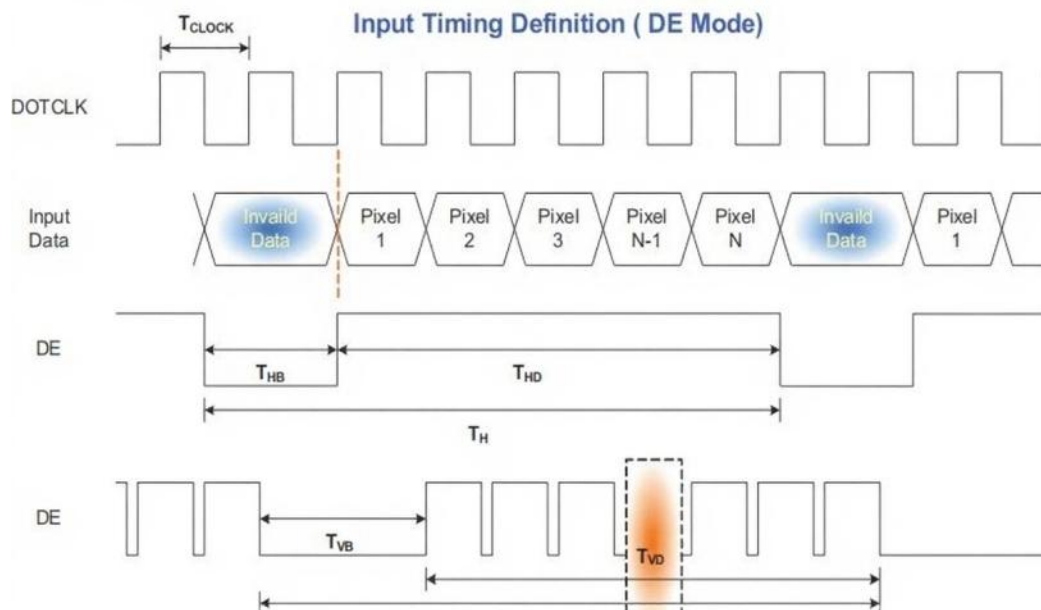 Input Timing Definition ( DE Mode)
TCLOCK
DOTCLK
Input
Data
Invaild
Data
Pixel
1
Pixel
2
Pixel
3
Pixel
N-1
Pixel
N
Invaild
Data
Pixel
1
DE
THB
THD
TH
DE
TVB
TVD